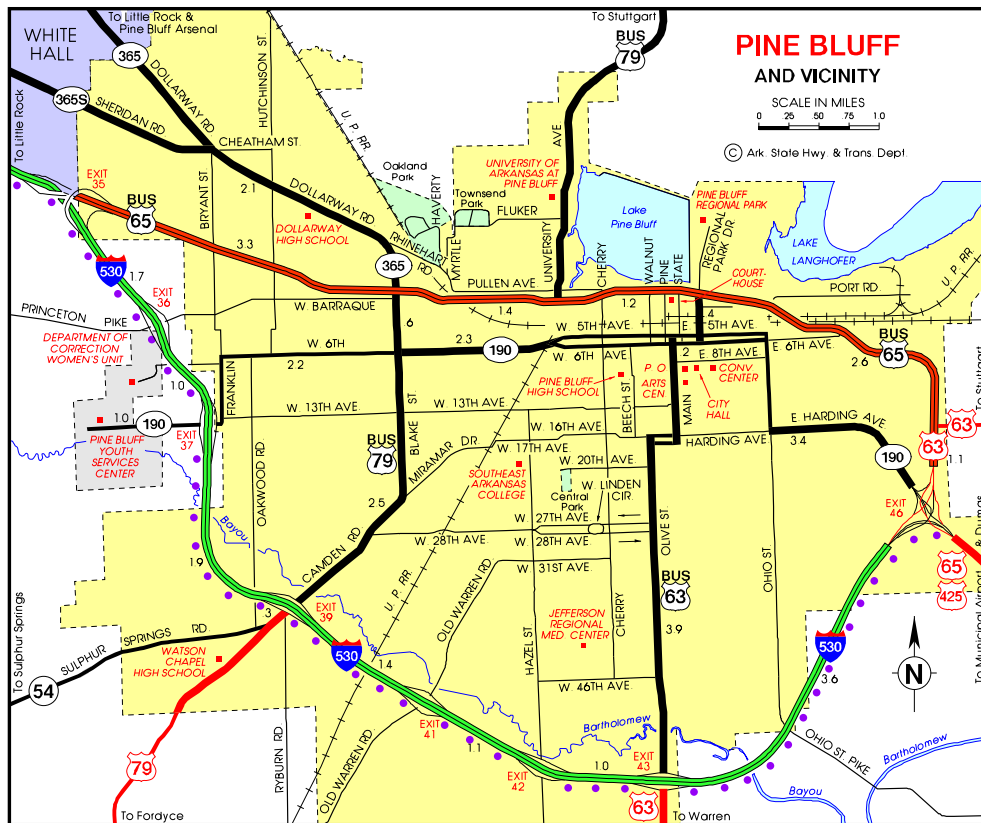 PINE BLUFF
AND VICINITY
SCALE IN MILES
0 25 50 75 1.0
C Ark. State Hwy. & Trans. Dept.
WHITE
HALL
To Little Rock &
Pine Bluff Arsenal
To Stuttgart
BUS
79
365
365S
SHERIDAN RD.
DOLLARWAY RD.
HUTCHINSON ST.
CHEATHAM ST.
To Little Rock
EXIT
35
BUS
65
BRYANT ST.
2.1
3.3
DOLLARWAY RD.
DOLLARWAY
HIGH SCHOOL
U. P. RR.
Oakland
Park
HAVERTY
RHINEHART RD.
MYRTLE
Townsend
Park
FLUKER
UNIVERSITY OF
ARKANSAS AT
PINE BLUFF
UNIVERSITY
AVE
Lake
Pine Bluff
CHERRY
WALNUT
PINE
STATE
PINE BLUFF
REGIONAL PARK
REGIONAL
PARK DR.
LAKE
LANGHOFER
COURT-
HOUSE
PORT RD.
U. P. RR.
365
PULLEN AVE
530
1.7
EXIT
36
W. BARRAQUE
1.4
1.2
.4
PRINCETON
PIKE
.6
W. 5TH AVE.
E. 5TH AVE.
DEPARTMENT OF
CORRECTION
WOMEN'S UNIT
W. 6TH
2.2
2.3
190
W. 6TH AVE.
.2
E. 8TH AVE.
E. 6TH AVE.
BUS
65
2.6
To Stuttgart
1.0
FRANKLIN
PINE BLUFF
HIGH SCHOOL
BEECH ST.
P O
ARTS
CEN.
MAIN
CONV.
CENTER
CITY
HALL
1.0
190
EXIT
37
PINE BLUFF
YOUTH
SERVICES
CENTER
W. 13TH AVE.
W. 13TH AVE.
W. 16TH AVE.
HARDING AVE.
E. HARDING AVE.
3.4
190
63
63
1.1
BUS
79
BLAKE ST.
MIRAMAR DR.
W. 17TH AVE.
SOUTHEAST
ARKANSAS
COLLEGE
W. 20TH AVE.
W. LINDEN
CIR.
Central
Park
EXIT
46
OAKWOOD RD.
2.5
Bayou
W. 27TH AVE.
W. 28TH AVE.
W. 28TH AVE.
OLIVE ST.
OHIO ST.
65
425
To Municipal Airport & Dumas
1.9
CAMDEN RD.
W. 31ST AVE.
U. P. RR.
OLD WARREN RD.
BUS
63
.3
EXIT
39
To Sulphur Springs
SULPHUR SPRINGS RD
WATSON
CHAPEL
HIGH SCHOOL
54
530
JEFFERSON
REGIONAL
MED CENTER
CHERRY
HAZEL ST.
3.9
530
3.6
N
1.4
W. 46TH AVE.
EXIT
41
1.1
Bartholomew
OHIO ST. PIKE
Bartholomew
79
RYBURN RD.
OLD WARREN RD.
EXIT
42
1.0
EXIT
43
63
Bayou
To Fordyce
To Warren